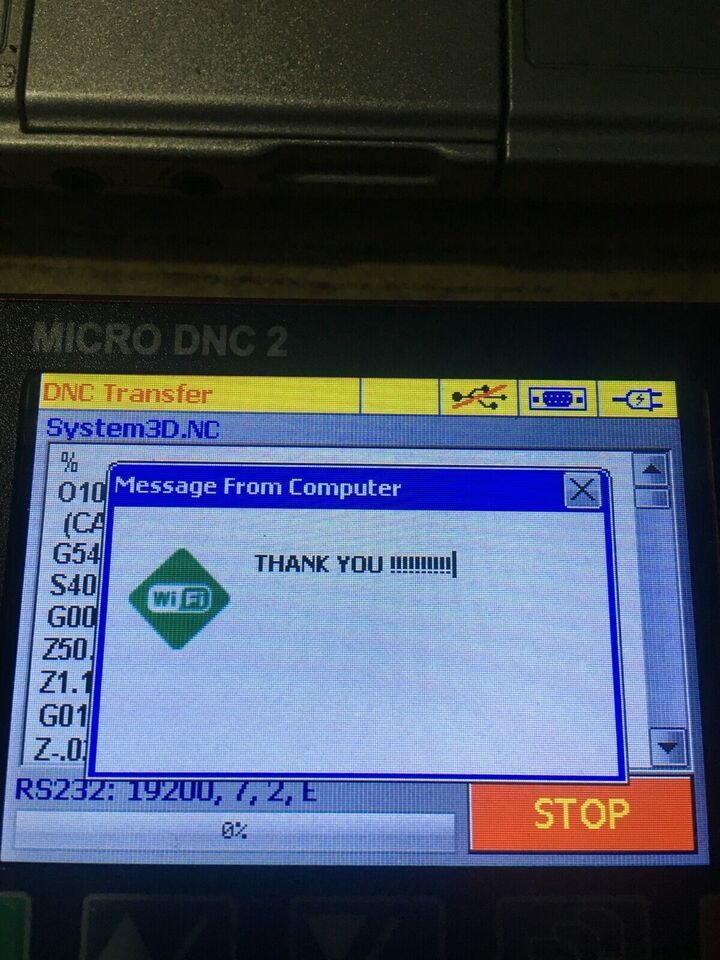 MICRO DNC 2
DNC Transfer
System3D.NC
%
O10
(CA
G54
S40
G00
Z50.
Z1.1
G01
Z-.0
Message From Computer
Wi Fi
THANK YOU !!!!!!!!!!
RS232: 19200, 7, 2, E
0%
STOP